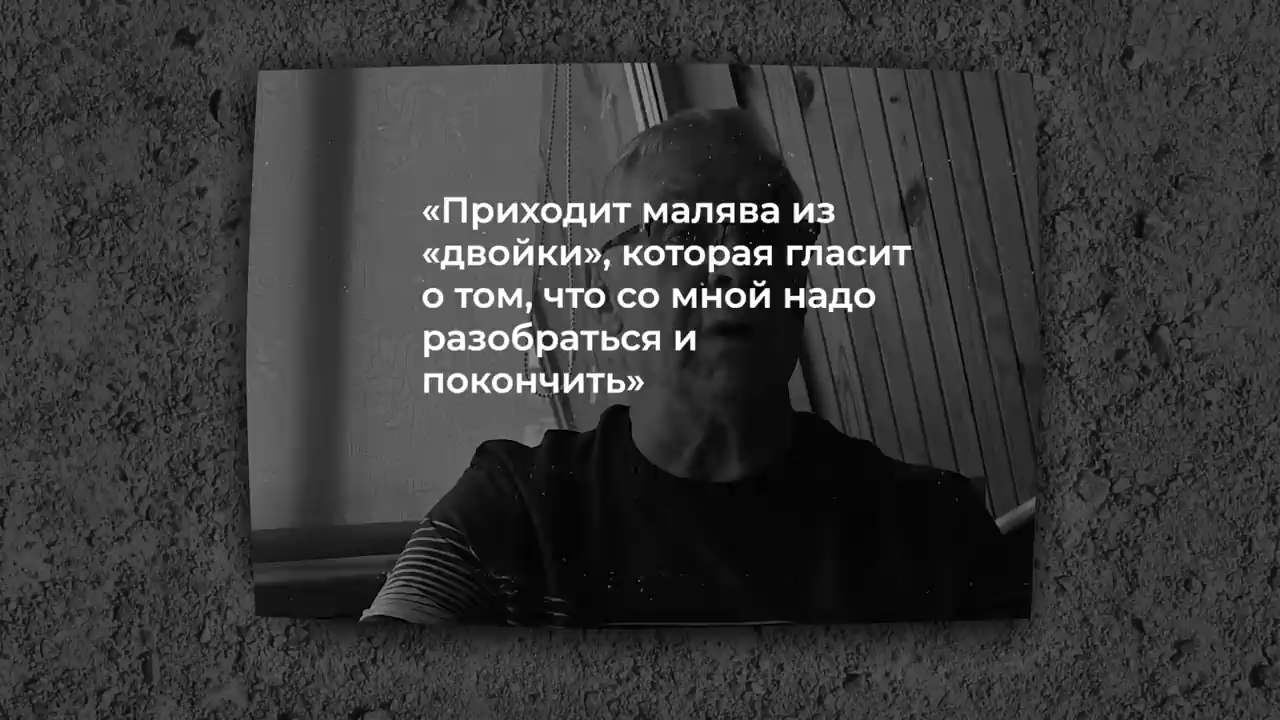 «Приходит малява из
«двойки», которая гласит
о том, что со мной надо
разобраться и
покончить»